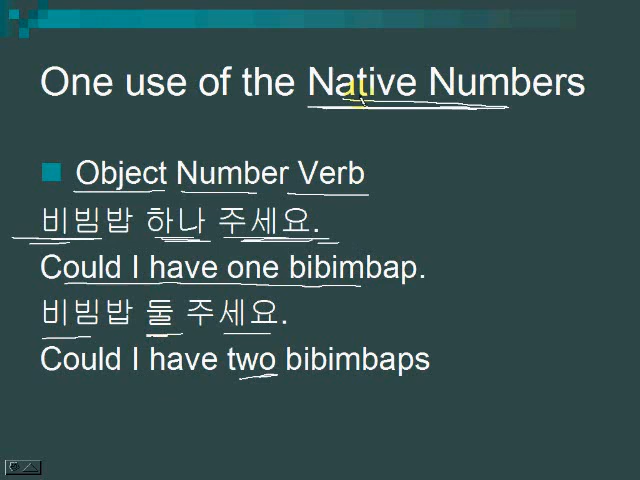 One use of the Native Numbers
Object Number Verb
비빔밥 하나 주세요.
Could I have one bibimbap.
비빔밥 둘 주세요.
Could I have two bibimbaps